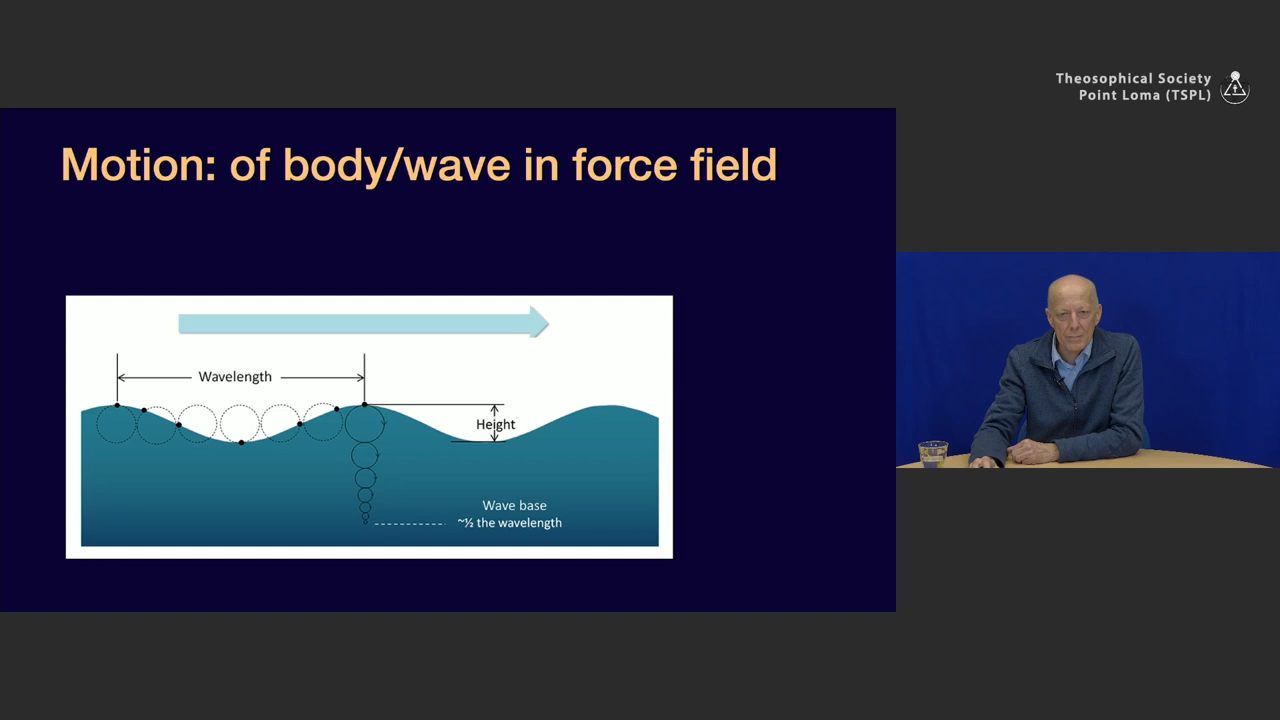 Theosophical Society
Point Loma (TSPL)
Motion: of body/wave in force field
Wavelength
Height
Wave base
~½ the wavelength